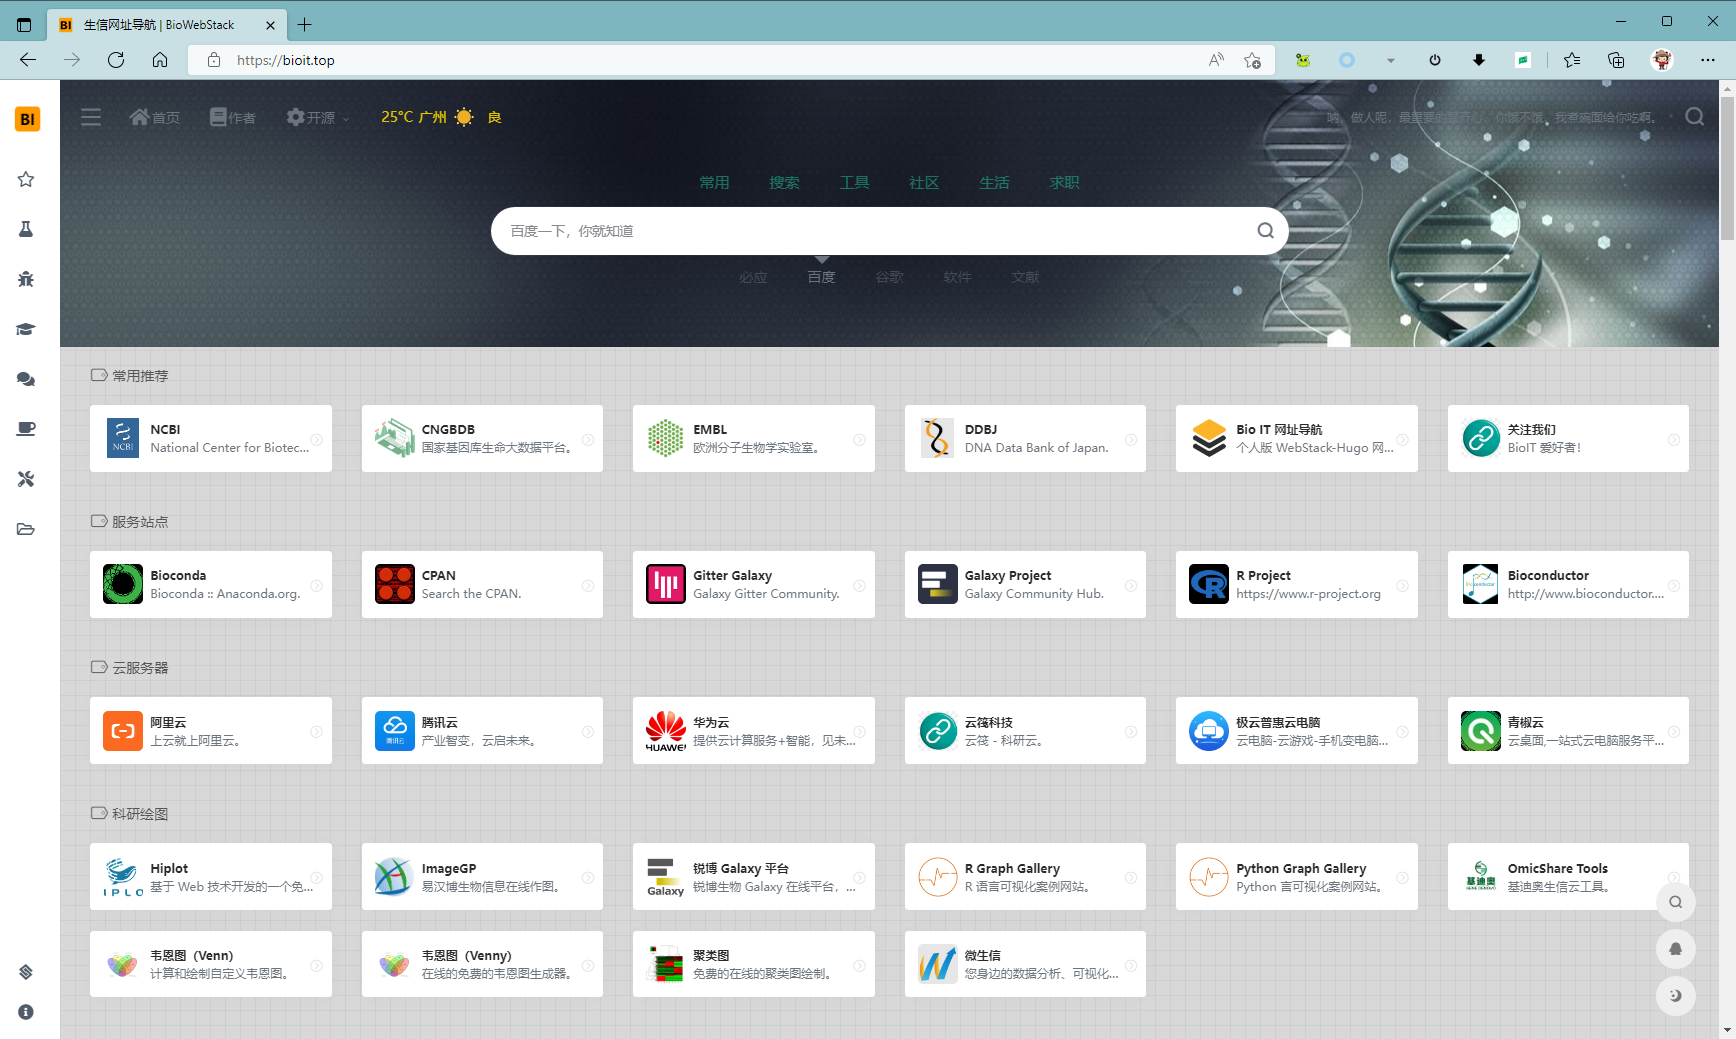 生信网址导航 | BioWebStack
https://bioit.top
BI
首页
作者
开源
25°C 广州
良
呐，做人呢，最重要的是开心。你饿不饿，我煮碗面给你吃啊。
常用
搜索
工具
社区
生活
求职
百度一下，你就知道
必应
百度
谷歌
软件
文献
常用推荐
NCBI
National Center for Biotec...
CNGBDB
国家基因库生命大数据平台。
EMBL
欧洲分子生物学实验室。
DDBJ
DNA Data Bank of Japan.
Bio IT 网址导航
个人版 WebStack-Hugo 网...
关注我们
BioIT 爱好者！
服务站点
Bioconda
Bioconda :: Anaconda.org.
CPAN
Search the CPAN.
Gitter Galaxy
Galaxy Gitter Community.
Galaxy Project
Galaxy Community Hub.
R Project
https://www.r-project.org
Bioconductor
http://www.bioconductor....
云服务器
阿里云
上云就上阿里云。
腾讯云
产业智变，云启未来。
华为云
提供云计算服务+智能，见未...
云筏科技
云筏 - 科研云。
极云普惠云电脑
云电脑-云游戏-手机变电脑...
青椒云
云桌面,一站式云电脑服务平...
科研绘图
Hiplot
基于 Web 技术开发的一个免...
ImageGP
易汉博生物信息在线作图。
锐博 Galaxy 平台
锐博生物 Galaxy 在线平台，...
R Graph Gallery
R 语言可视化案例网站。
Python Graph Gallery
Python 言可视化案例网站。
OmicShare Tools
基迪奥生信云工具。
韦恩图（Venn)
计算和绘制自定义韦恩图。
韦恩图（Venny)
在线的免费的韦恩图生成器。
聚类图
免费的在线的聚类图绘制。
微生信
您身边的数据分析、可视化...